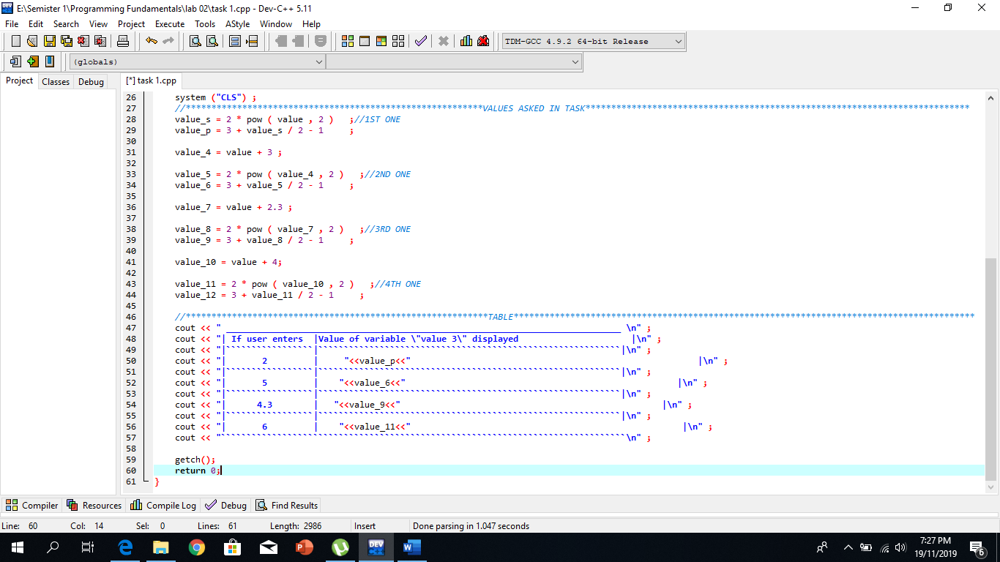 E:\Semister 1\Programming Fundamentals\lab 02\task 1.cpp - Dev-C++ 5.11
File Edit Search View Project Execute Tools AStyle Window Help
TDM-GCC 4.9.2 64-bit Release
(globals)
Project Classes Debug [*] task 1.cpp
26 system ("CLS") ;
27 //**********************************************************VALUES ASKED IN TASK***************************************************************************
28 value_s = 2 * pow ( value , 2 ) ;//1ST ONE
29 value_p = 3 + value_s / 2 - 1 ;
30
31 value_4 = value + 3 ;
32
33 value_5 = 2 * pow ( value_4 , 2 ) ;//2ND ONE
34 value_6 = 3 + value_5 / 2 - 1 ;
35
36 value_7 = value + 2.3 ;
37
38 value_8 = 2 * pow ( value_7 , 2 ) ;//3RD ONE
39 value_9 = 3 + value_8 / 2 - 1 ;
40
41 value_10 = value + 4;
42
43 value_11 = 2 * pow ( value_10 , 2 ) ;//4TH ONE
44 value_12 = 3 + value_11 / 2 - 1 ;
45
46 //***********************************************************TABLE******************************************************************************************
47 cout << " _____________________________________________________________________________ \n" ;
48 cout << "| If user enters |Value of variable \"value 3\" displayed |\n" ;
49 cout << "|`````````````````|```````````````````````````````````````````````````````````|\n" ;
50 cout << "| 2 | "<<value_p<<" |\n" ;
51 cout << "|`````````````````|```````````````````````````````````````````````````````````|\n" ;
52 cout << "| 5 | "<<value_6<<" |\n" ;
53 cout << "|`````````````````|```````````````````````````````````````````````````````````|\n" ;
54 cout << "| 4.3 | "<<value_9<<" |\n" ;
55 cout << "|`````````````````|```````````````````````````````````````````````````````````|\n" ;
56 cout << "| 6 | "<<value_11<<" |\n" ;
57 cout << "```````````````````````````````````````````````````````````````````````````````\n" ;
58
59 getch();
60 return 0;
61 }
Compiler Resources Compile Log Debug Find Results
Line: 60 Col: 14 Sel: 0 Lines: 61 Length: 2986 Insert Done parsing in 1.047 seconds
7:27 PM
19/11/2019
6